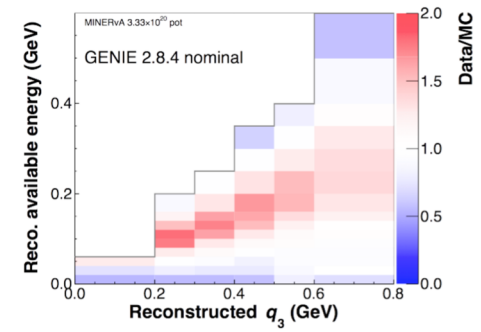 MINERvA 3.33×10²⁰ pot
GENIE 2.8.4 nominal
Reco. available energy (GeV)
0.4
0.2
0.0
0.0 0.2 0.4 0.6 0.8
Reconstructed q₃ (GeV)
2.0
1.5
1.0
0.5
0.0
Data/MC